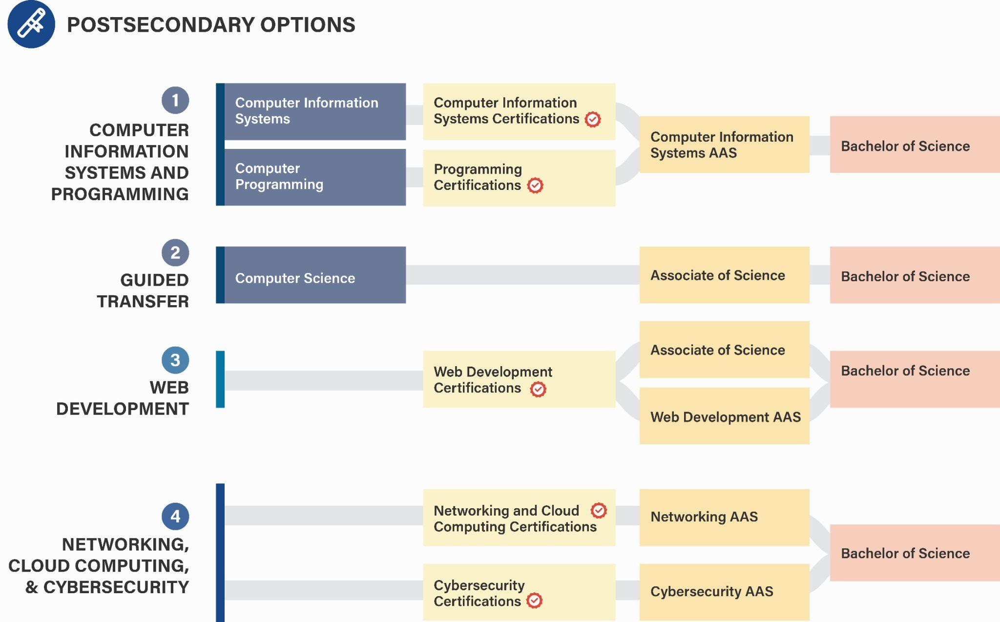 POSTSECONDARY OPTIONS
1
COMPUTER
INFORMATION
SYSTEMS AND
PROGRAMMING
Computer Information
Systems
Computer Information
Systems Certifications
Computer
Programming
Programming
Certifications
Computer Information
Systems AAS
Bachelor of Science
2
GUIDED
TRANSFER
Computer Science
Associate of Science
Bachelor of Science
3
WEB
DEVELOPMENT
Web Development
Certifications
Associate of Science
Web Development AAS
Bachelor of Science
4
NETWORKING,
CLOUD COMPUTING,
& CYBERSECURITY
Networking and Cloud
Computing Certifications
Networking AAS
Cybersecurity
Certifications
Cybersecurity AAS
Bachelor of Science